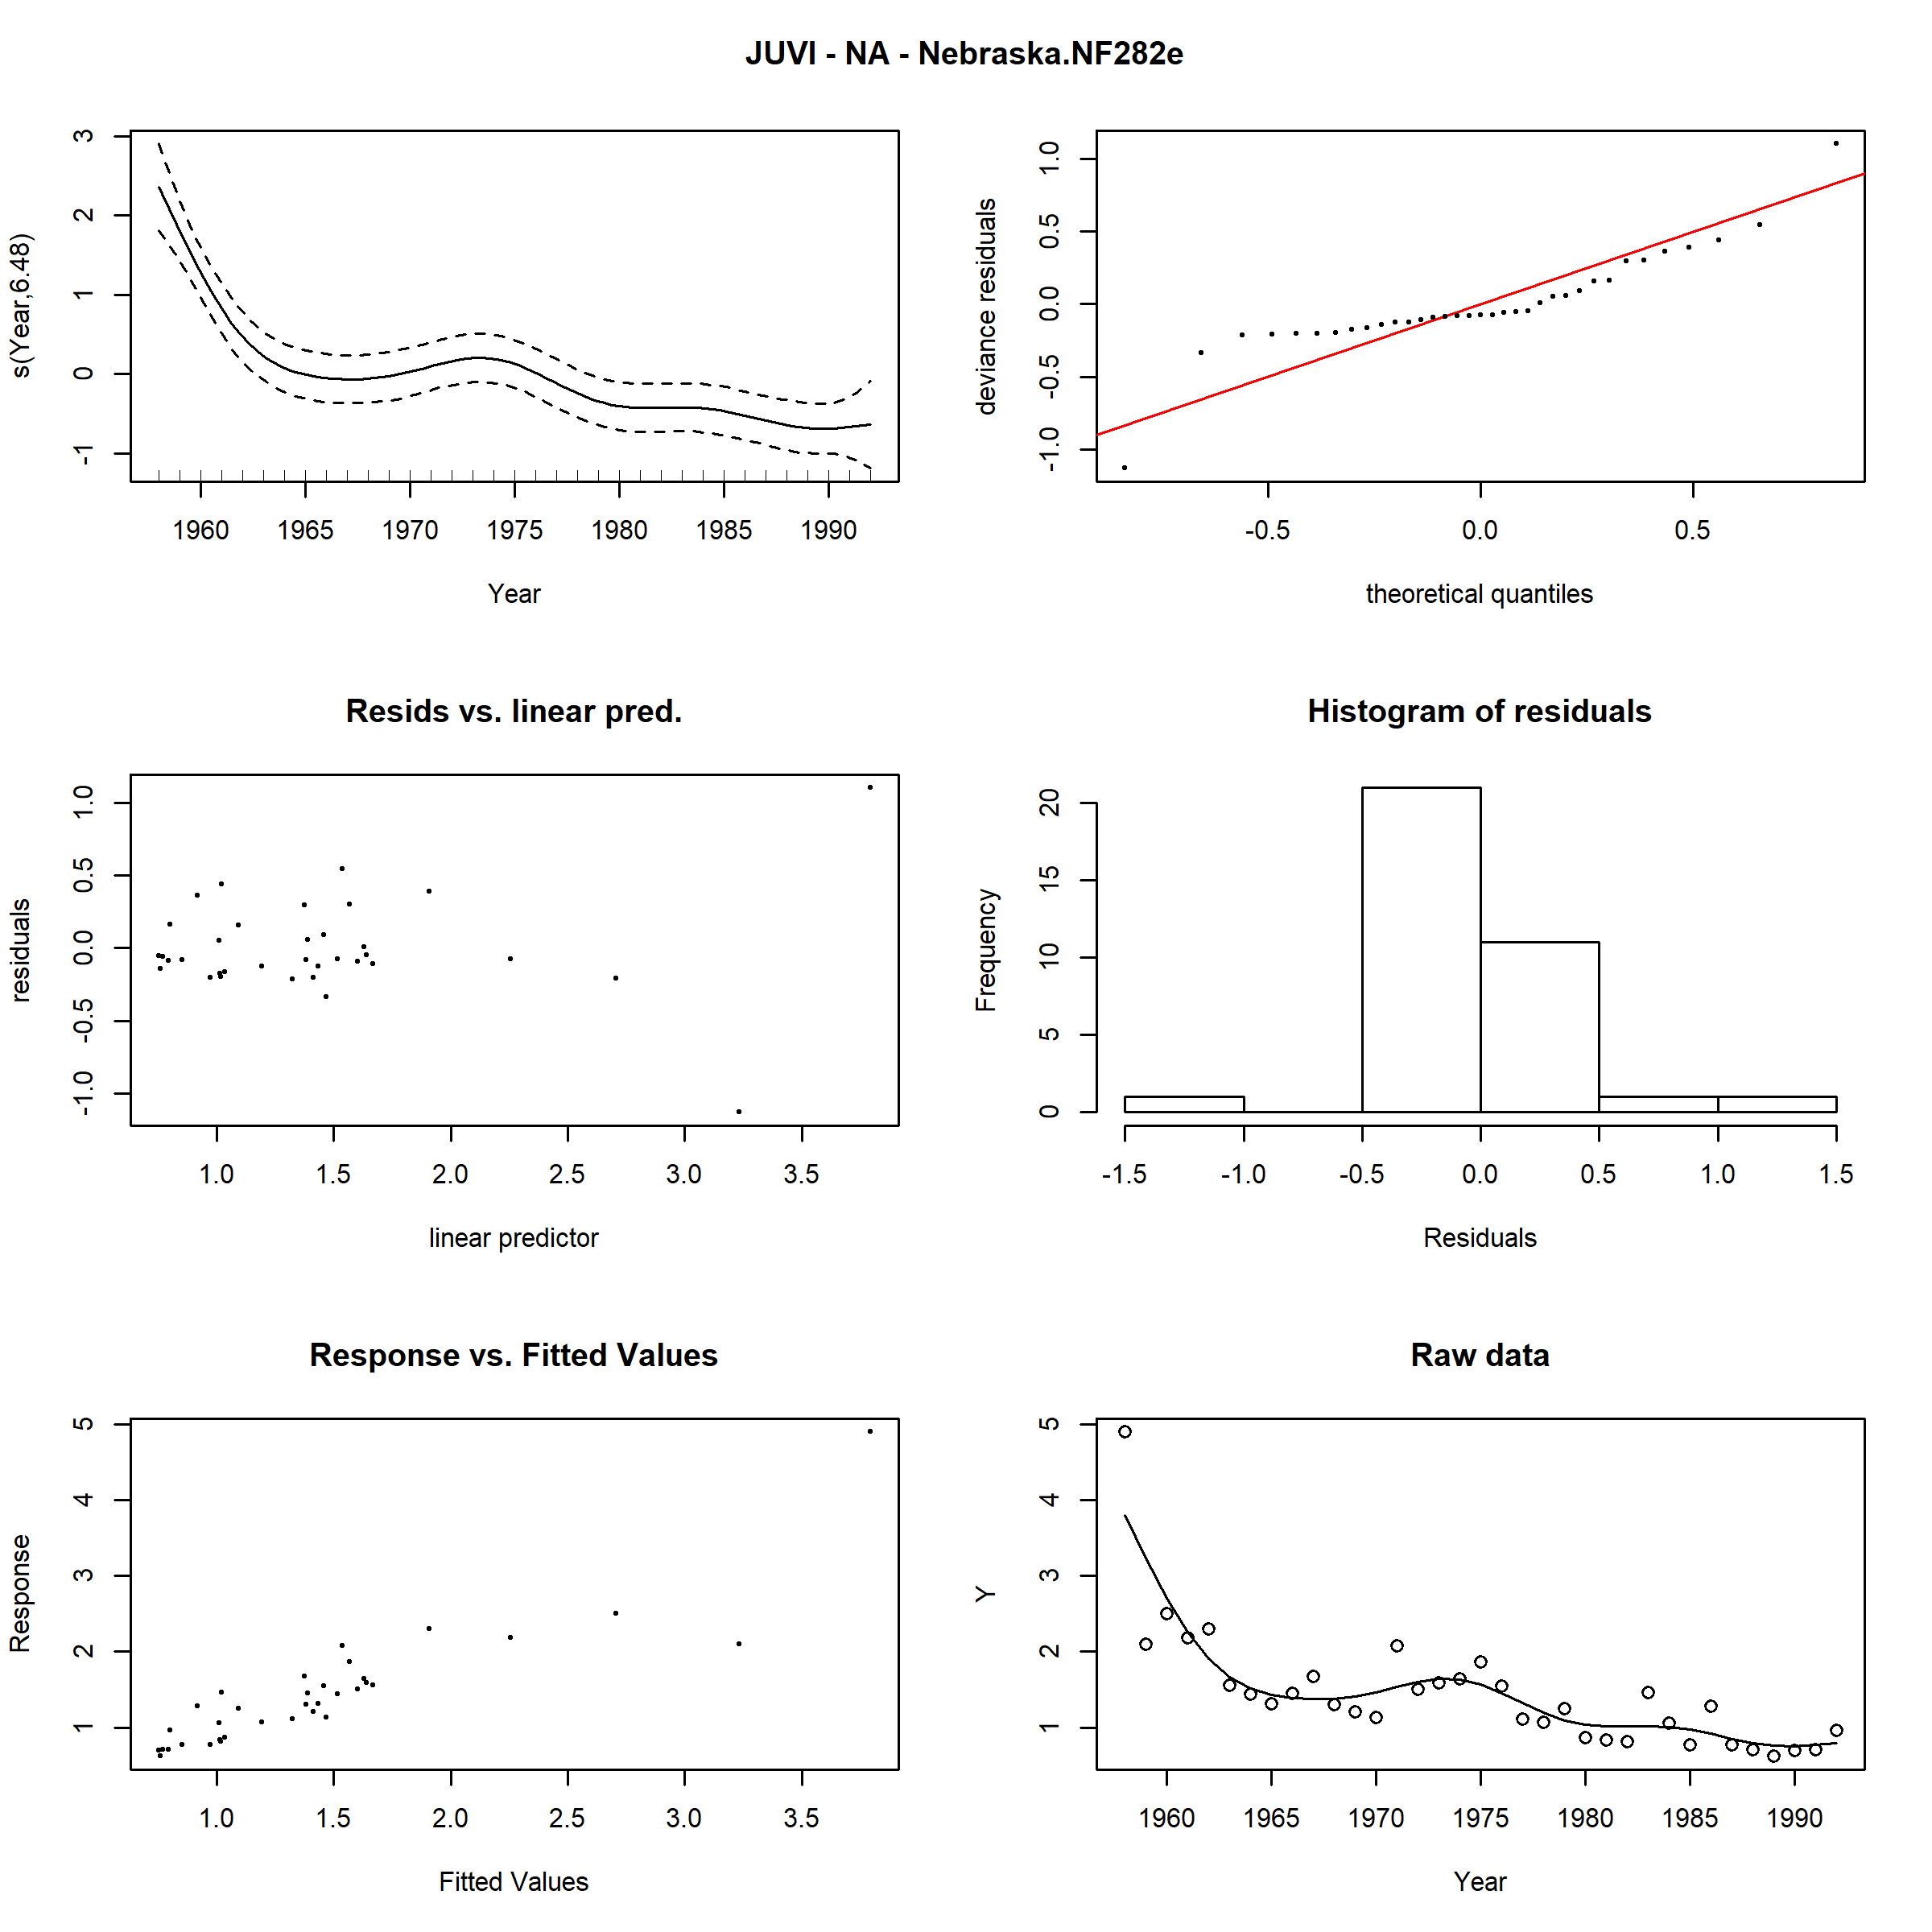 JUVI - NA - Nebraska.NF282e
s(Year,6.48)
3
2
1
0
-1
1960 1965 1970 1975 1980 1985 1990
Year
deviance residuals
1.0
0.5
0.0
-0.5
-1.0
-0.5 0.0 0.5
theoretical quantiles
Resids vs. linear pred.
residuals
1.0
0.5
0.0
-0.5
-1.0
1.0 1.5 2.0 2.5 3.0 3.5
linear predictor
Histogram of residuals
Frequency
20
15
10
5
0
-1.5 -1.0 -0.5 0.0 0.5 1.0 1.5
Residuals
Response vs. Fitted Values
Response
5
4
3
2
1
1.0 1.5 2.0 2.5 3.0 3.5
Fitted Values
Raw data
Y
5
4
3
2
1
1960 1965 1970 1975 1980 1985 1990
Year